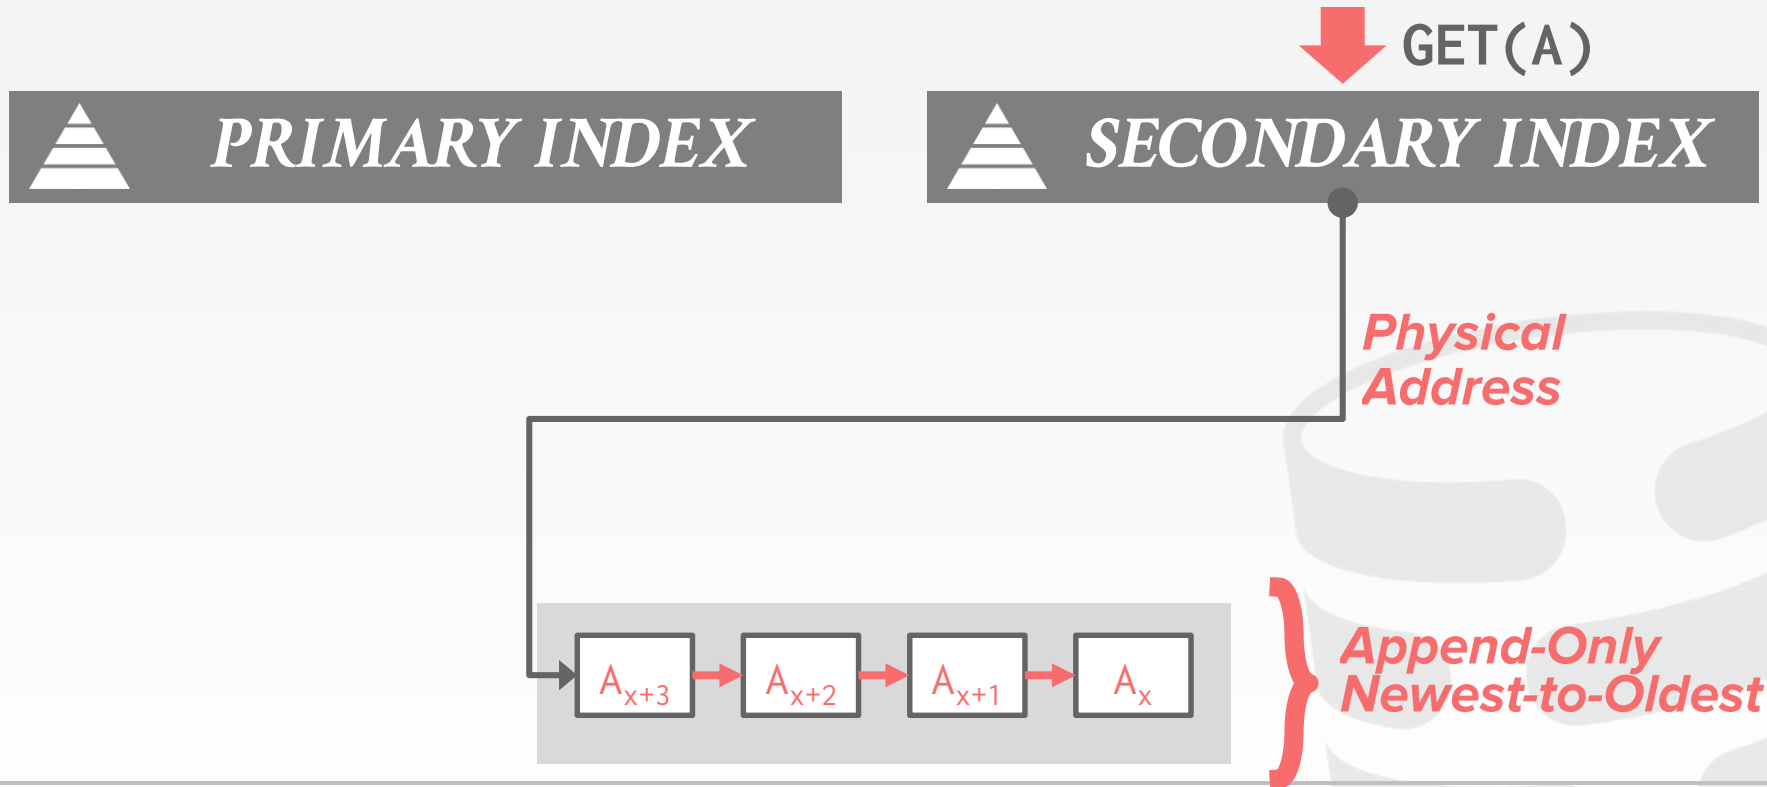 GET(A)
PRIMARY INDEX
SECONDARY INDEX
Physical
Address
Ax+3
Ax+2
Ax+1
Ax
Append-Only
Newest-to-Oldest